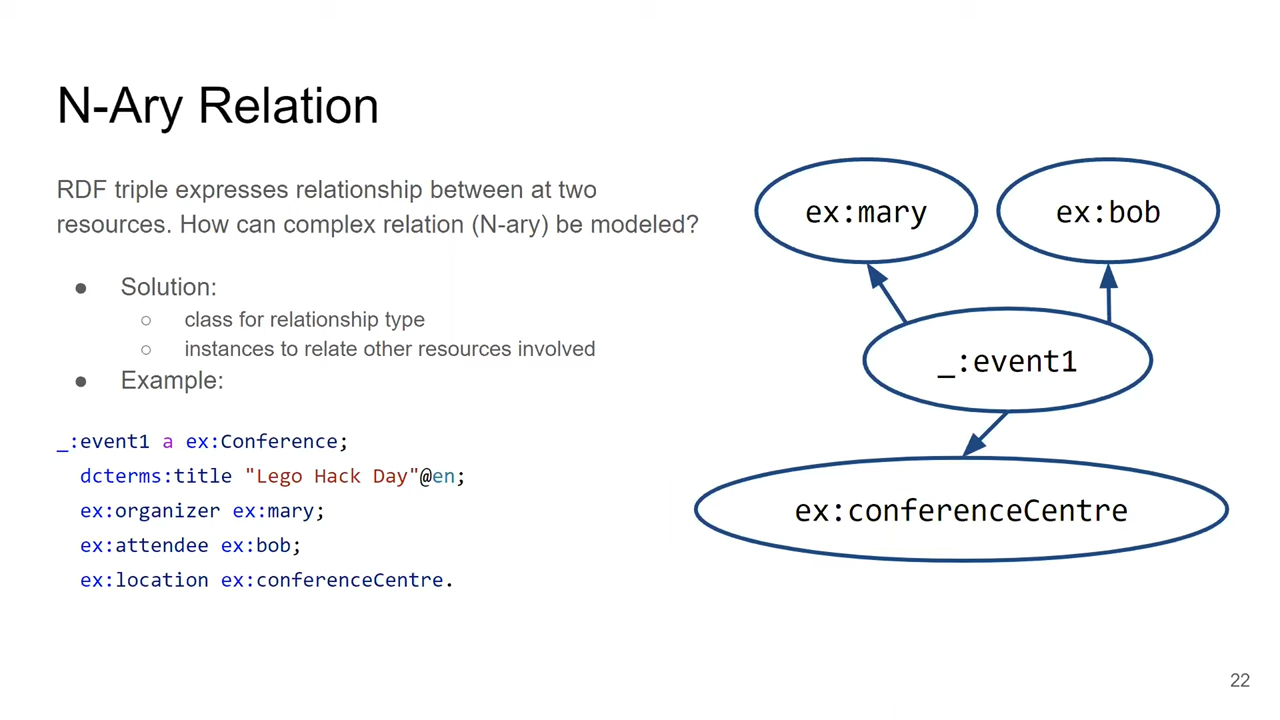 N-Ary Relation
RDF triple expresses relationship between at two
resources. How can complex relation (N-ary) be modeled?
● Solution:
○ class for relationship type
○ instances to relate other resources involved
● Example:
_:event1 a ex:Conference;
dcterms:title "Lego Hack Day"@en;
ex:organizer ex:mary;
ex:attendee ex:bob;
ex:location ex:conferenceCentre.
ex:mary
ex:bob
_:event1
ex:conferenceCentre
22